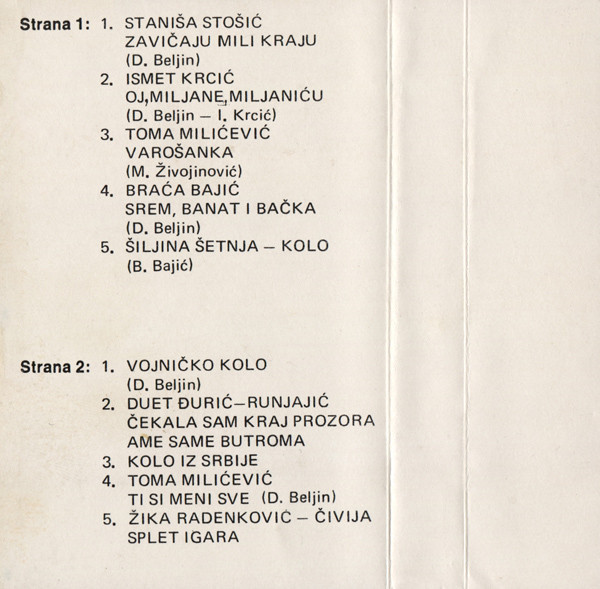 Strana 1: 1. STANIŠA STOŠIĆ
ZAVIČAJU MILI KRAJU
(D. Beljin)
2. ISMET KRCIĆ
OJ,MILJANE,MILJANIĆU
(D. Beljin — I. Krcić)
3. TOMA MILIĆEVIĆ
VAROŠANKA
(M. Živojinović)
4. BRAĆA BAJIĆ
SREM, BANAT I BAČKA
(D. Beljin)
5. ŠILJINA ŠETNJA — KOLO
(B. Bajić)
Strana 2: 1. VOJNIČKO KOLO
(D. Beljin)
2. DUET ĐURIĆ—RUNJAJIĆ
ČEKALA SAM KRAJ PROZORA
AME SAME BUTROMA
3. KOLO IZ SRBIJE
4. TOMA MILIĆEVIĆ
TI SI MENI SVE (D. Beljin)
5. ŽIKA RADENKOVIĆ — ČIVIJA
SPLET IGARA